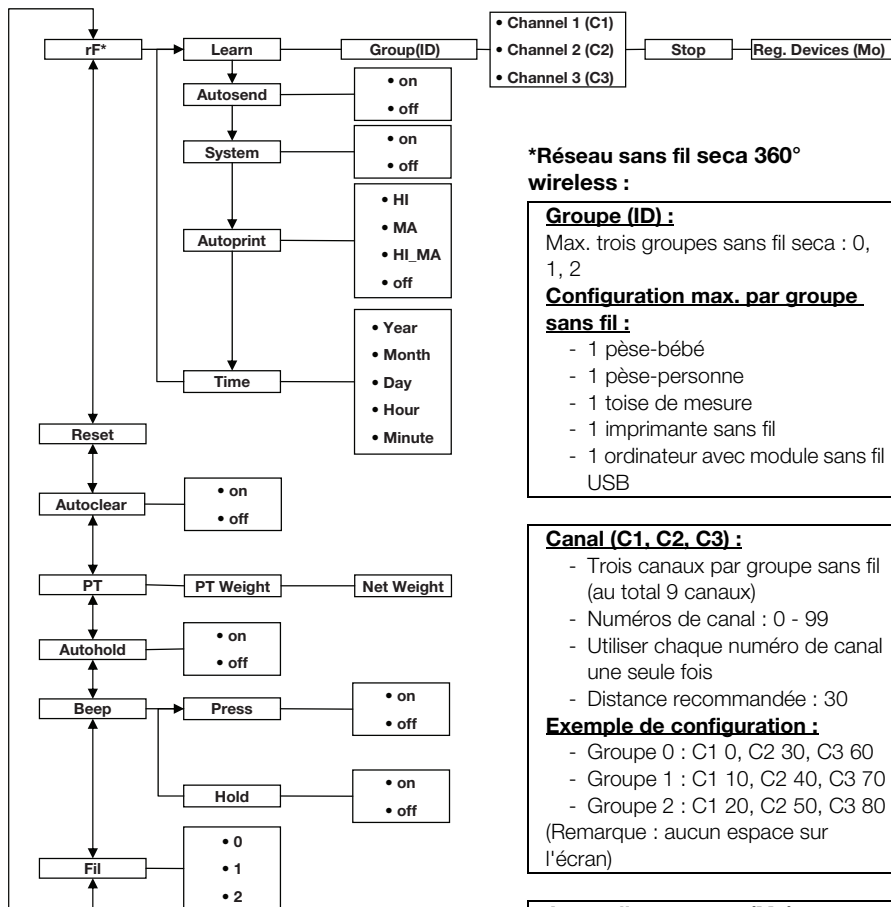 rF*
Learn
Group(ID)
• Channel 1 (C1)
• Channel 2 (C2)
• Channel 3 (C3)
Stop
Reg. Devices (Mo)
Autosend
• on
• off
System
• on
• off
Autoprint
• HI
• MA
• HI_MA
• off
Time
• Year
• Month
• Day
• Hour
• Minute
Reset
Autoclear
• on
• off
PT
PT Weight
Net Weight
Autohold
• on
• off
Beep
Press
• on
• off
Hold
• on
• off
Fil
• 0
• 1
• 2
*Réseau sans fil seca 360°
wireless :
Groupe (ID) :
Max. trois groupes sans fil seca : 0,
1, 2
Configuration max. par groupe
sans fil :
- 1 pèse-bébé
- 1 pèse-personne
- 1 toise de mesure
- 1 imprimante sans fil
- 1 ordinateur avec module sans fil
USB
Canal (C1, C2, C3) :
- Trois canaux par groupe sans fil
(au total 9 canaux)
- Numéros de canal : 0 - 99
- Utiliser chaque numéro de canal
une seule fois
- Distance recommandée : 30
Exemple de configuration :
- Groupe 0 : C1 0, C2 30, C3 60
- Groupe 1 : C1 10, C2 40, C3 70
- Groupe 2 : C1 20, C2 50, C3 80
(Remarque : aucun espace sur
l'écran)